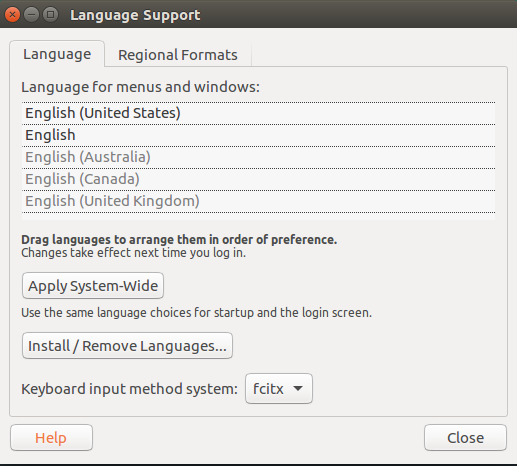 Language Support
Language
Regional Formats
Language for menus and windows:
English (United States)
English
English (Australia)
English (Canada)
English (United Kingdom)
Drag languages to arrange them in order of preference.
Changes take effect next time you log in.
Apply System-Wide
Use the same language choices for startup and the login screen.
Install / Remove Languages...
Keyboard input method system: fcitx
Help
Close